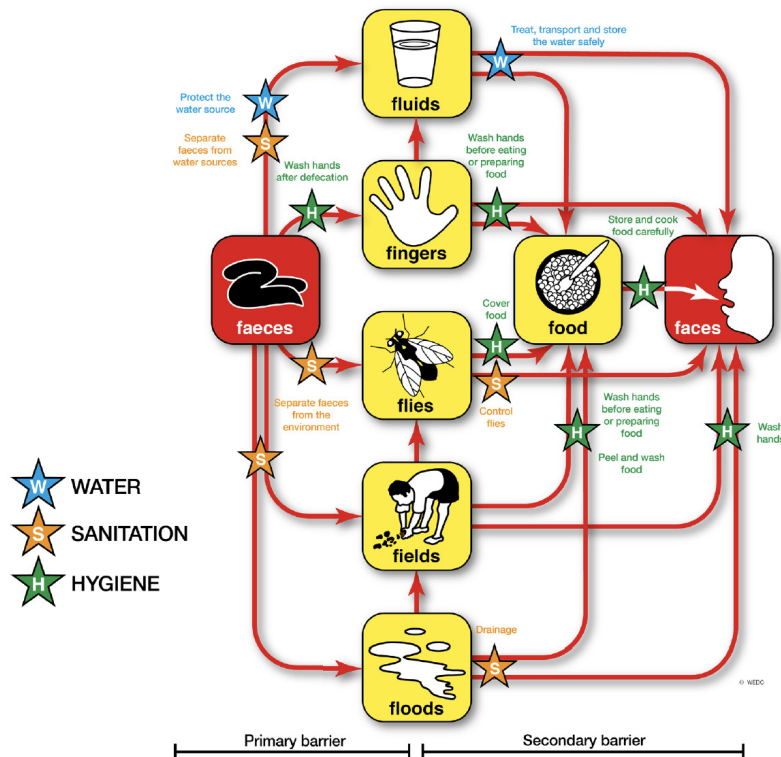 Treat, transport and store
the water safely
W
fluids
Protect the
water source
W
S
Separate
faeces from
water sources
Wash hands
after defecation
H
Wash hands
before eating
or preparing
food
H
fingers
Store and cook
food carefully
faeces
food
H
faces
Cover
food
H
S
Separate faeces
from the
environment
flies
S
Control
flies
Wash hands
before eating
or preparing
food
H
Peel and wash
food
H
Wash
hands
S
fields
W WATER
S SANITATION
H HYGIENE
Drainage
S
floods
© WEDC
Primary barrier
Secondary barrier